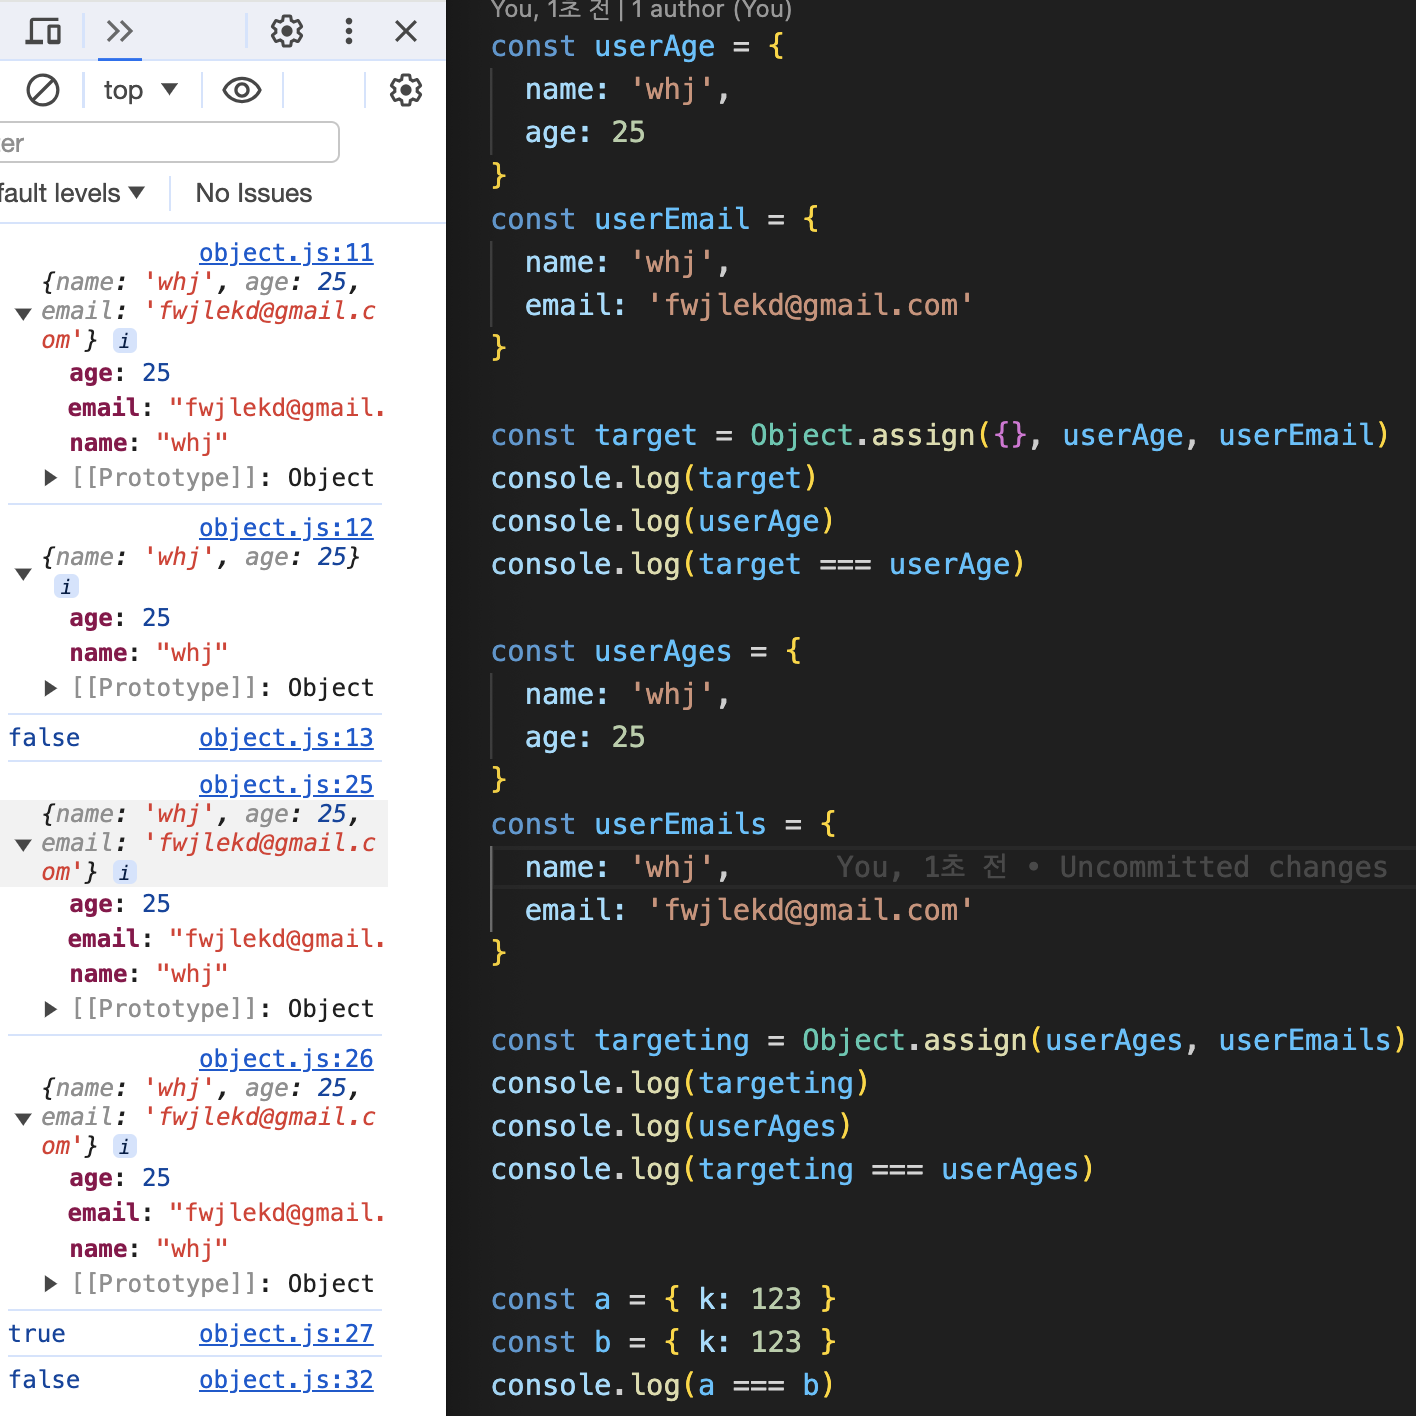 top
er
fault levels
No Issues
object.js:11
{name: 'whj', age: 25,
email: 'fwjlekd@gmail.c
om'} i
age: 25
email: "fwjlekd@gmail.
name: "whj"
[[Prototype]]: Object
object.js:12
{name: 'whj', age: 25}
i
age: 25
name: "whj"
[[Prototype]]: Object
false object.js:13
object.js:25
{name: 'whj', age: 25,
email: 'fwjlekd@gmail.c
om'} i
age: 25
email: "fwjlekd@gmail.
name: "whj"
[[Prototype]]: Object
object.js:26
{name: 'whj', age: 25,
email: 'fwjlekd@gmail.c
om'} i
age: 25
email: "fwjlekd@gmail.
name: "whj"
[[Prototype]]: Object
true object.js:27
false object.js:32
You, 1초 전 | 1 author (You)
const userAge = {
name: 'whj',
age: 25
}
const userEmail = {
name: 'whj',
email: 'fwjlekd@gmail.com'
}
const target = Object.assign({}, userAge, userEmail)
console.log(target)
console.log(userAge)
console.log(target === userAge)
const userAges = {
name: 'whj',
age: 25
}
const userEmails = {
name: 'whj', You, 1초 전 • Uncommitted changes
email: 'fwjlekd@gmail.com'
}
const targeting = Object.assign(userAges, userEmails)
console.log(targeting)
console.log(userAges)
console.log(targeting === userAges)
const a = { k: 123 }
const b = { k: 123 }
console.log(a === b)